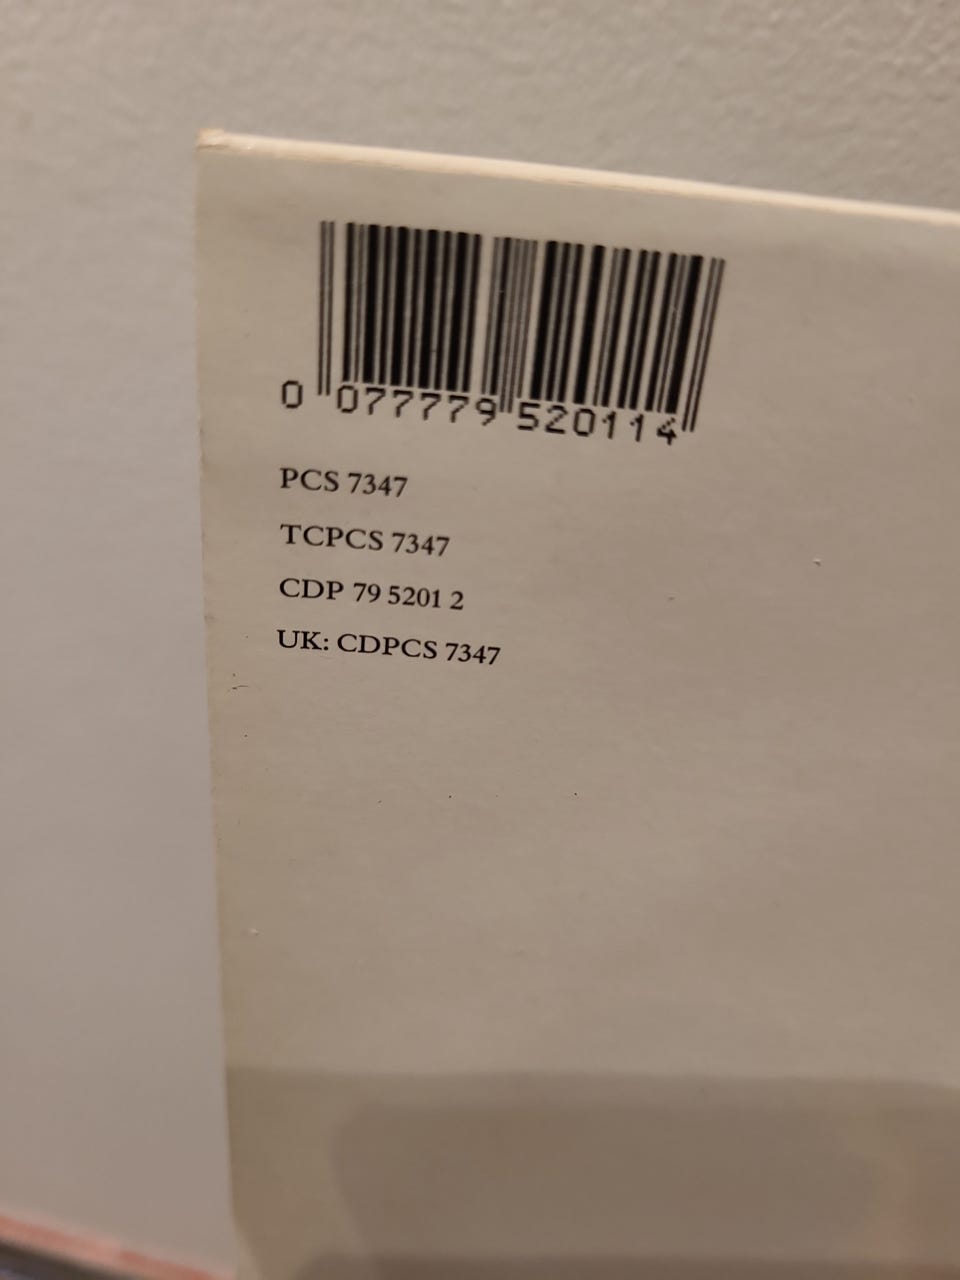 0 077779 520114
PCS 7347
TCPCS 7347
CDP 79 5201 2
UK: CDPCS 7347